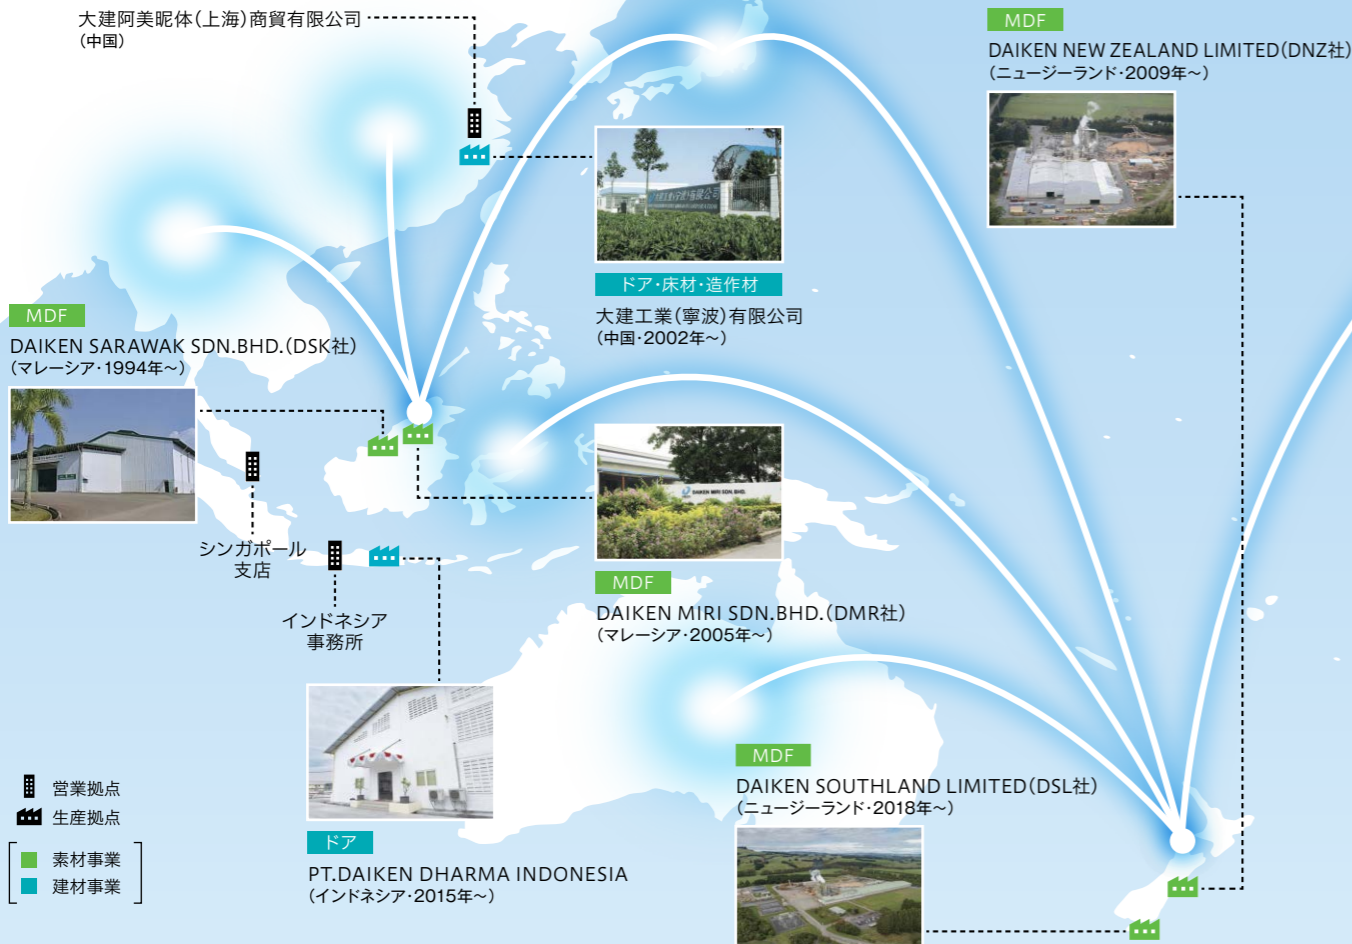 大建阿美昵体(上海)商貿有限公司
(中国)
MDF
DAIKEN NEW ZEALAND LIMITED(DNZ社)
(ニュージーランド・2009年〜)
ドア・床材・造作材
大建工業(寧波)有限公司
(中国・2002年〜)
MDF
DAIKEN SARAWAK SDN.BHD.(DSK社)
(マレーシア・1994年〜)
DAIKEN MIRI SDN. BHD.
シンガポール
支店
インドネシア
事務所
MDF
DAIKEN MIRI SDN.BHD.(DMR社)
(マレーシア・2005年〜)
MDF
DAIKEN SOUTHLAND LIMITED(DSL社)
(ニュージーランド・2018年〜)
ドア
PT.DAIKEN DHARMA INDONESIA
(インドネシア・2015年〜)
営業拠点
生産拠点
素材事業
建材事業